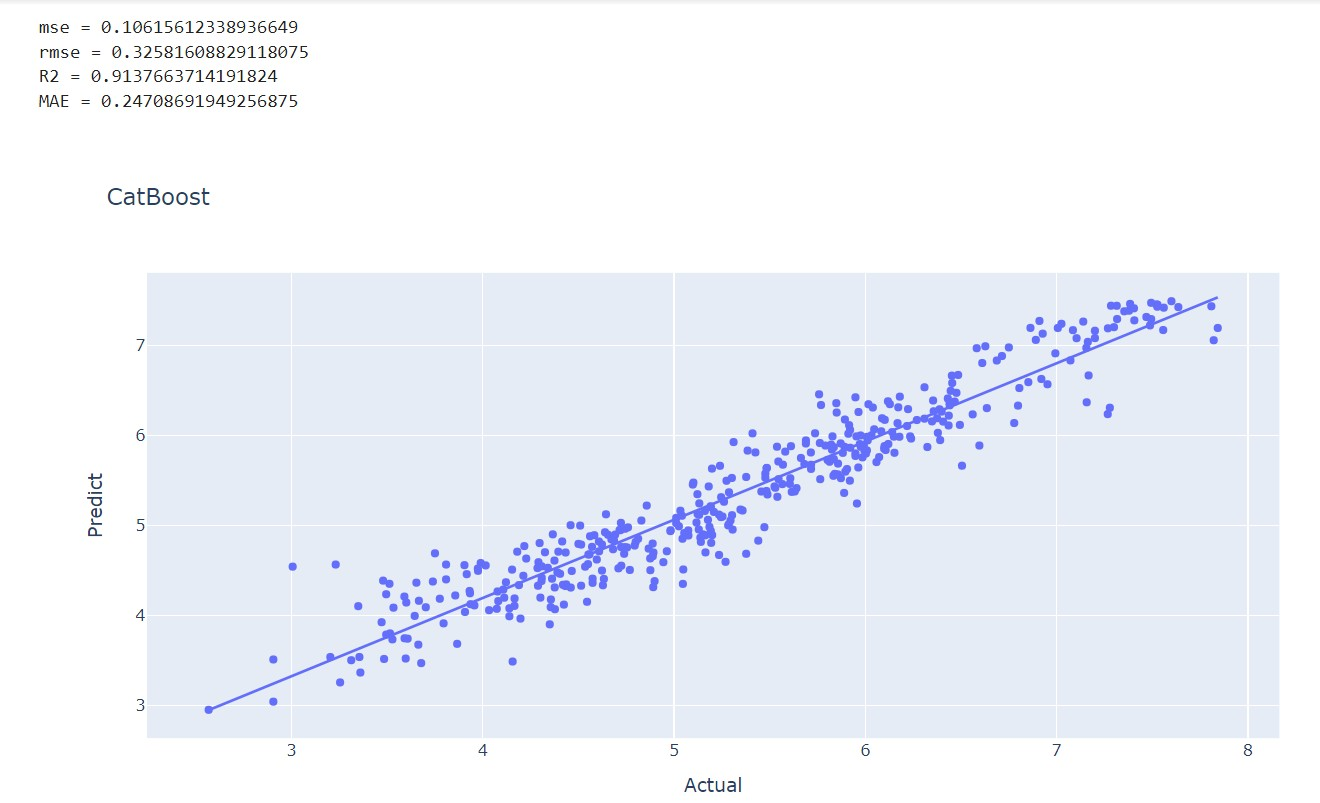 mse = 0.10615612338936649
rmse = 0.32581608829118075
R2 = 0.9137663714191824
MAE = 0.24708691949256875
CatBoost
7
6
5
4
3
Predict
3 4 5 6 7 8
Actual